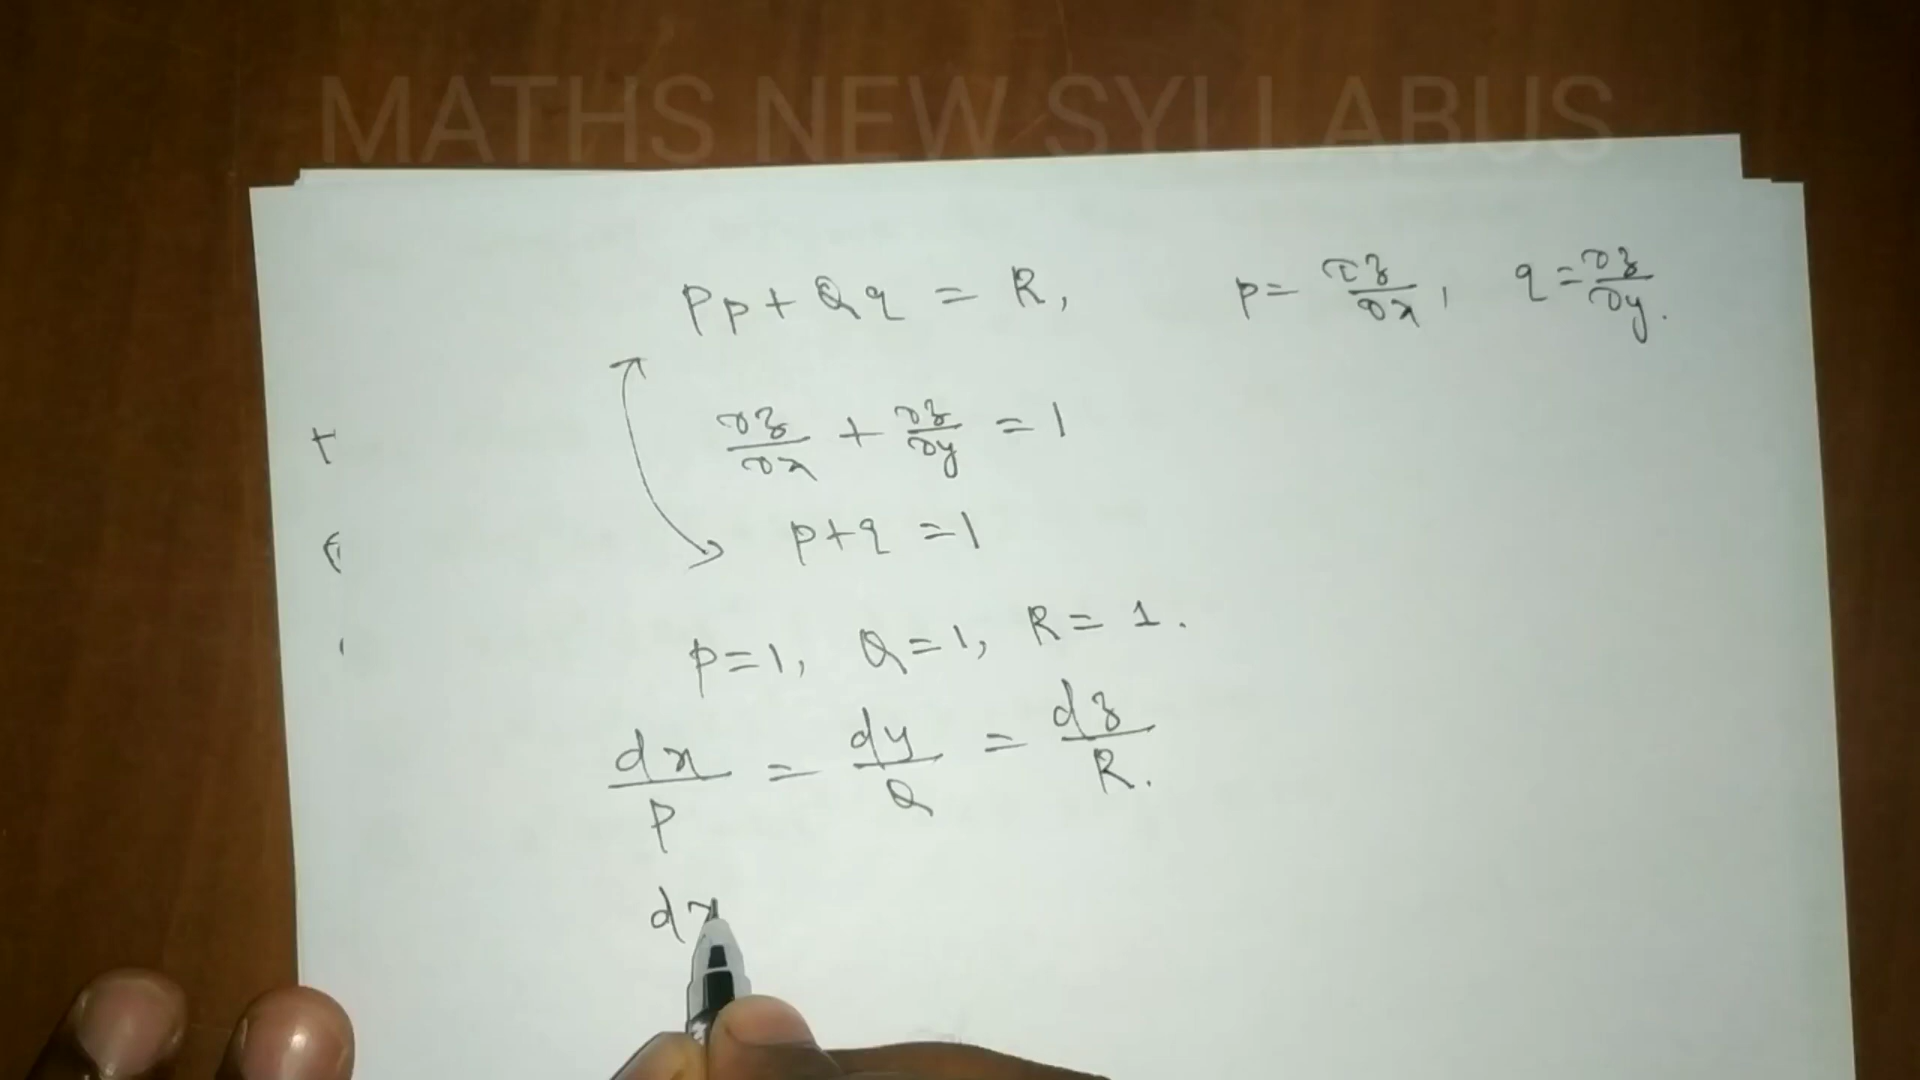 MATHS NEW SYLLABUS
Pp + Qq = R, p = ∂z/∂x, q = ∂z/∂y.
∂z/∂x + ∂z/∂y = 1
p+q = 1
P=1, Q=1, R=1.
dx/P = dy/Q = dz/R.
dx